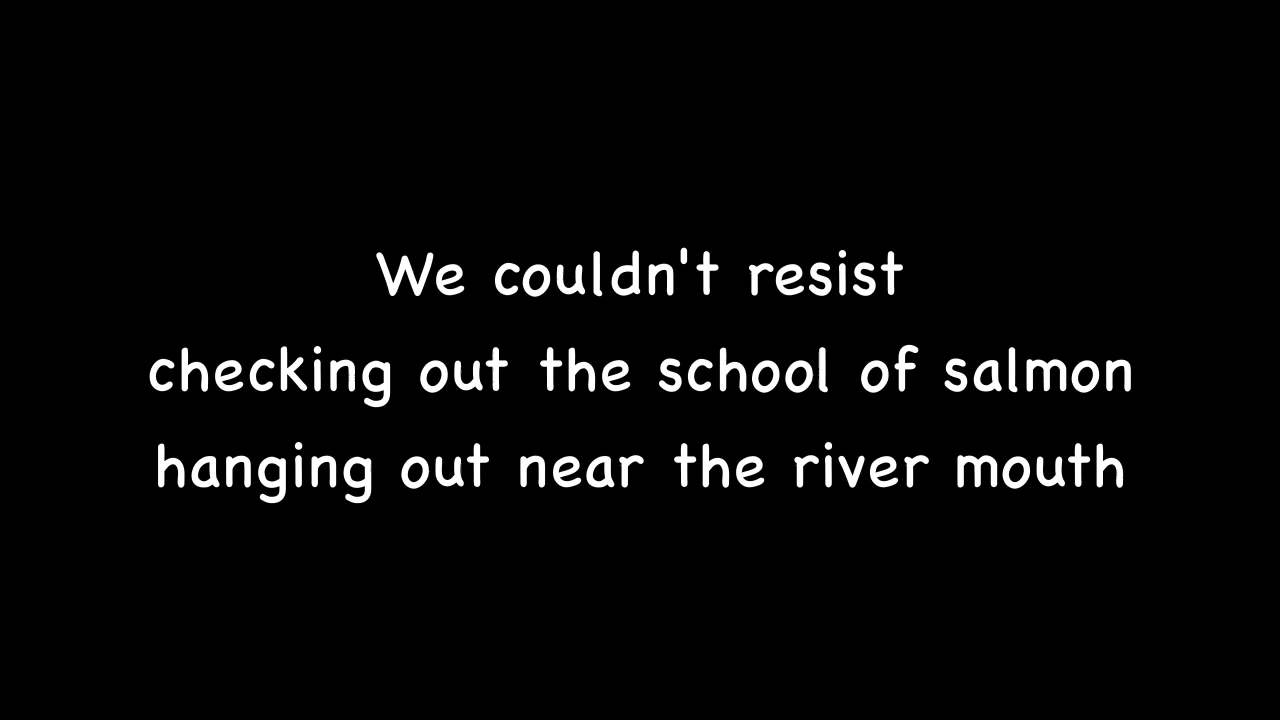 We couldn't resist
checking out the school of salmon
hanging out near the river mouth